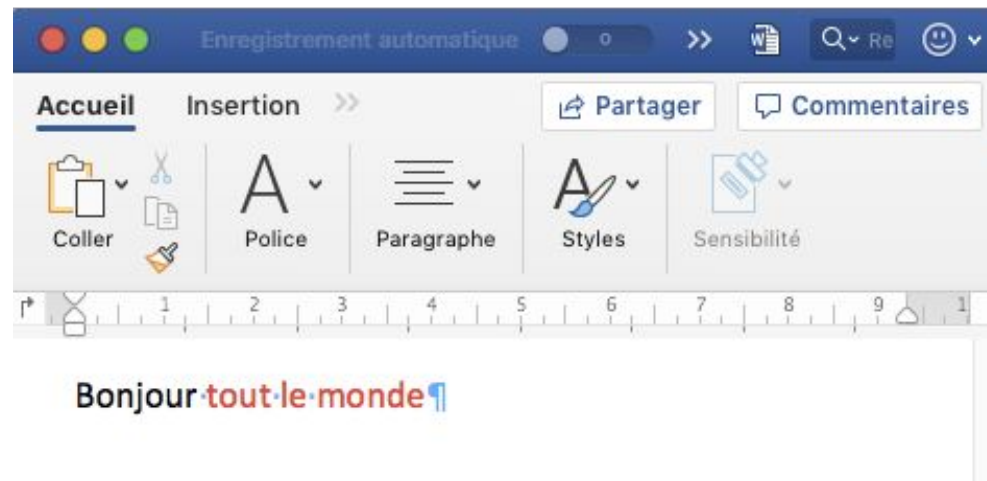 Enregistrement automatique Re
Accueil Insertion Partager Commentaires
Coller Police Paragraphe Styles Sensibilité
1 2 3 4 5 6 7 8 9 1
Bonjour·tout·le·monde¶